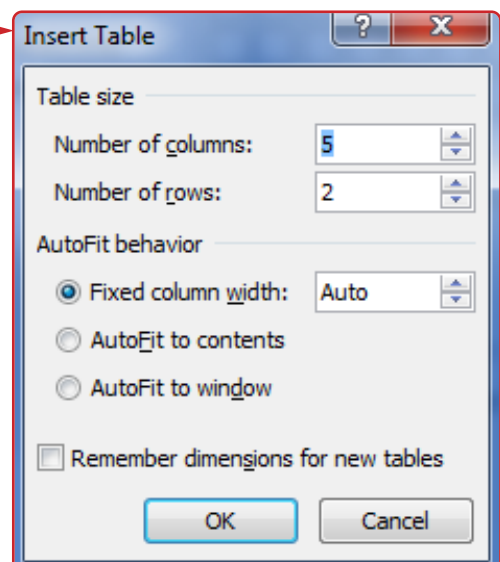 Insert Table ? X
Table size
Number of columns: 5
Number of rows: 2
AutoFit behavior
Fixed column width: Auto
AutoFit to contents
AutoFit to window
Remember dimensions for new tables
OK Cancel